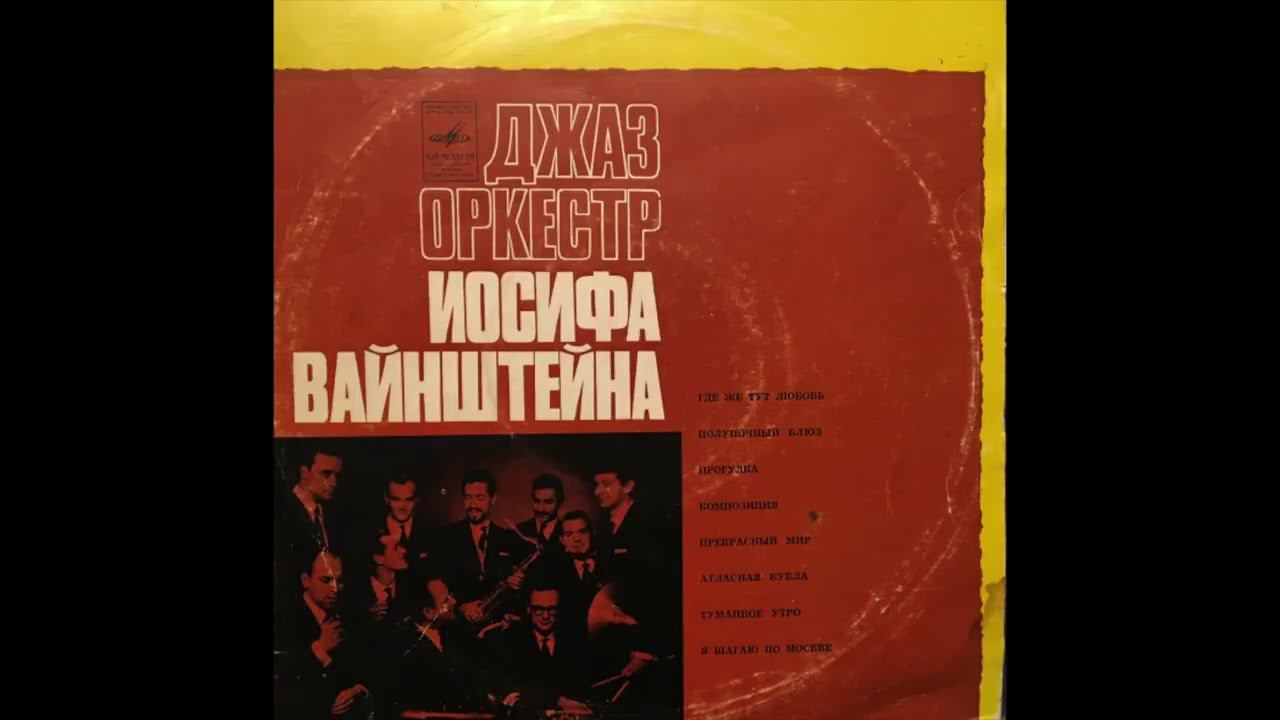 МЕЛОДИЯ
ДЖАЗ
ОРКЕСТР
ИОСИФА
ВАЙНШТЕЙНА
ГДЕ ЖЕ ТУТ ЛЮБОВЬ
ПОЛУНОЧНЫЙ БЛЮЗ
ПРОГУЛКА
КОМПОЗИЦИЯ
ПРЕКРАСНЫЙ МИР
АТЛАСНАЯ КУКЛА
ТУМАННОЕ УТРО
Я ШАГАЮ ПО МОСКВЕ